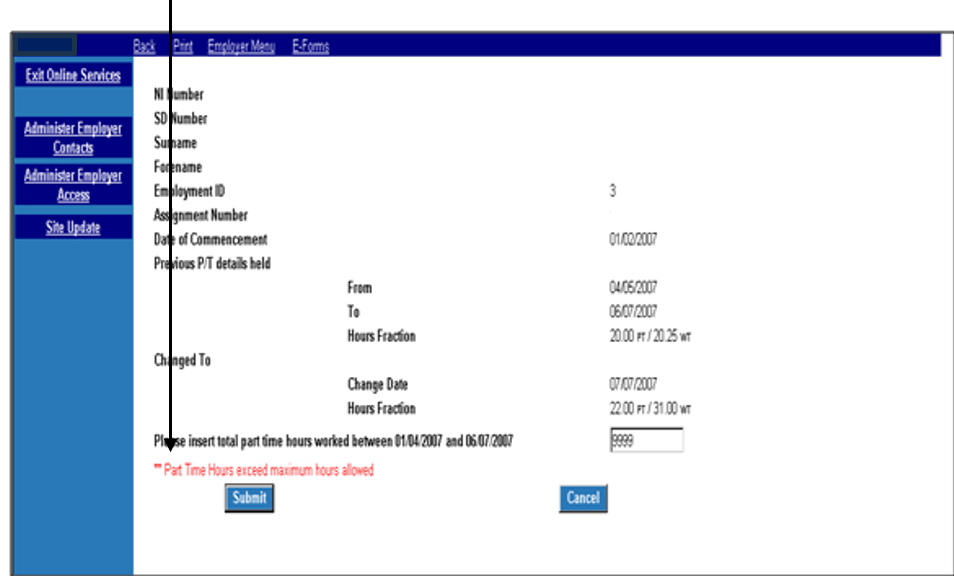 Back Print Employer Menu E-Forms
Exit Online Services
Administer Employer
Contacts
Administer Employer
Access
Site Update
NI Number
SD Number
Surname
Forename
Employment ID 3
Assignment Number
Date of Commencement 01/02/2007
Previous P/T details held
From 04/05/2007
To 06/07/2007
Hours Fraction 20.00 PT / 20.25 WT
Changed To
Change Date 07/07/2007
Hours Fraction 22.00 PT / 31.00 WT
Please insert total part time hours worked between 01/04/2007 and 06/07/2007 9999
** Part Time Hours exceed maximum hours allowed
Submit Cancel